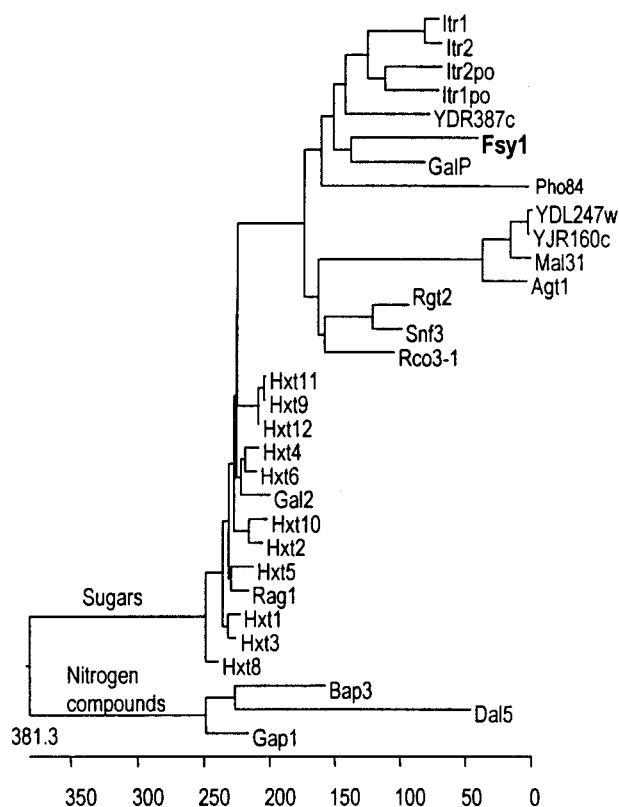 Itr1
Itr2
Itr2po
Itr1po
YDR387c
Fsy1
GalP
Pho84
YDL247w
YJR160c
Mal31
Agt1
Rgt2
Snf3
Rco3-1
Hxt11
Hxt9
Hxt12
Hxt4
Hxt6
Gal2
Hxt10
Hxt2
Hxt5
Sugars
Rag1
Hxt1
Hxt3
Hxt8
Nitrogen
compounds
Bap3
Dal5
Gap1
381.3
350 300 250 200 150 100 50 0